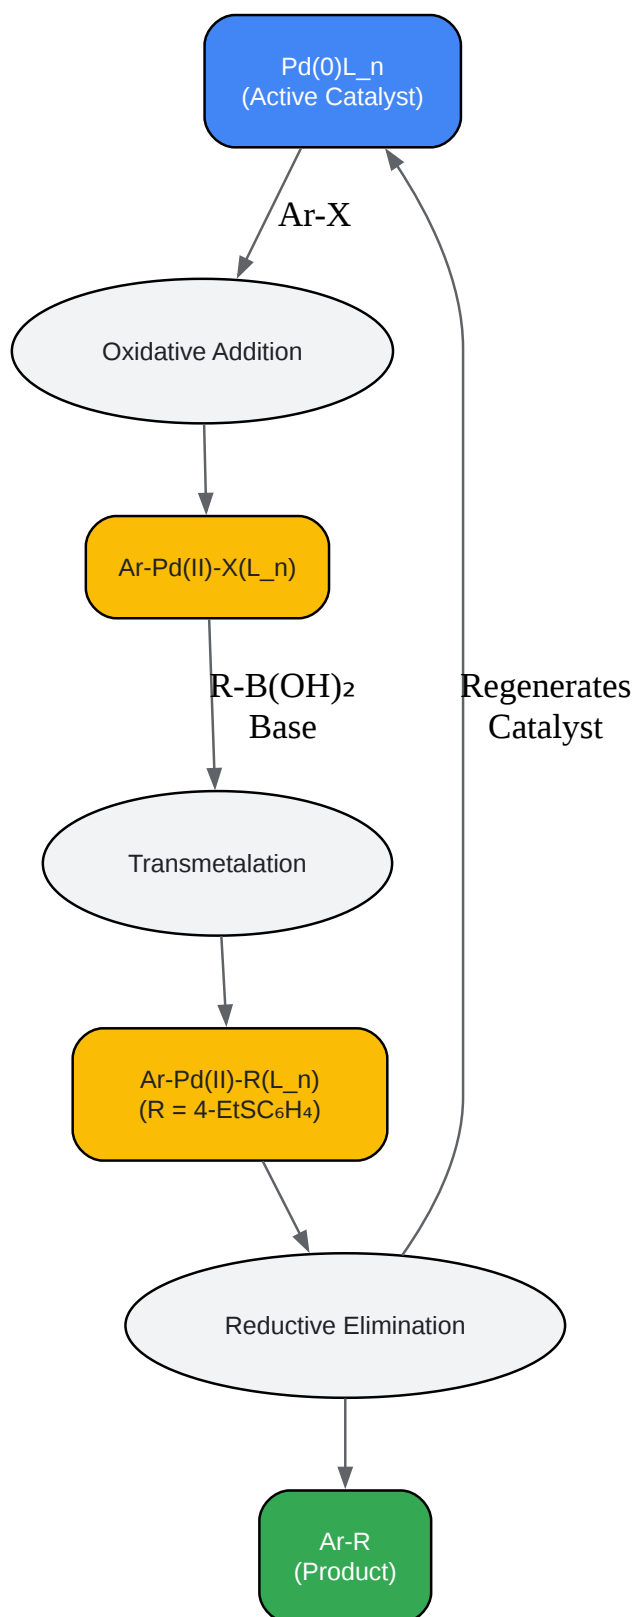 Pd(0)L_n
(Active Catalyst)
Ar-X
Oxidative Addition
Ar-Pd(II)-X(L_n)
R-B(OH)₂
Base
Regenerates
Catalyst
Transmetalation
Ar-Pd(II)-R(L_n)
(R = 4-EtSC₆H₄)
Reductive Elimination
Ar-R
(Product)